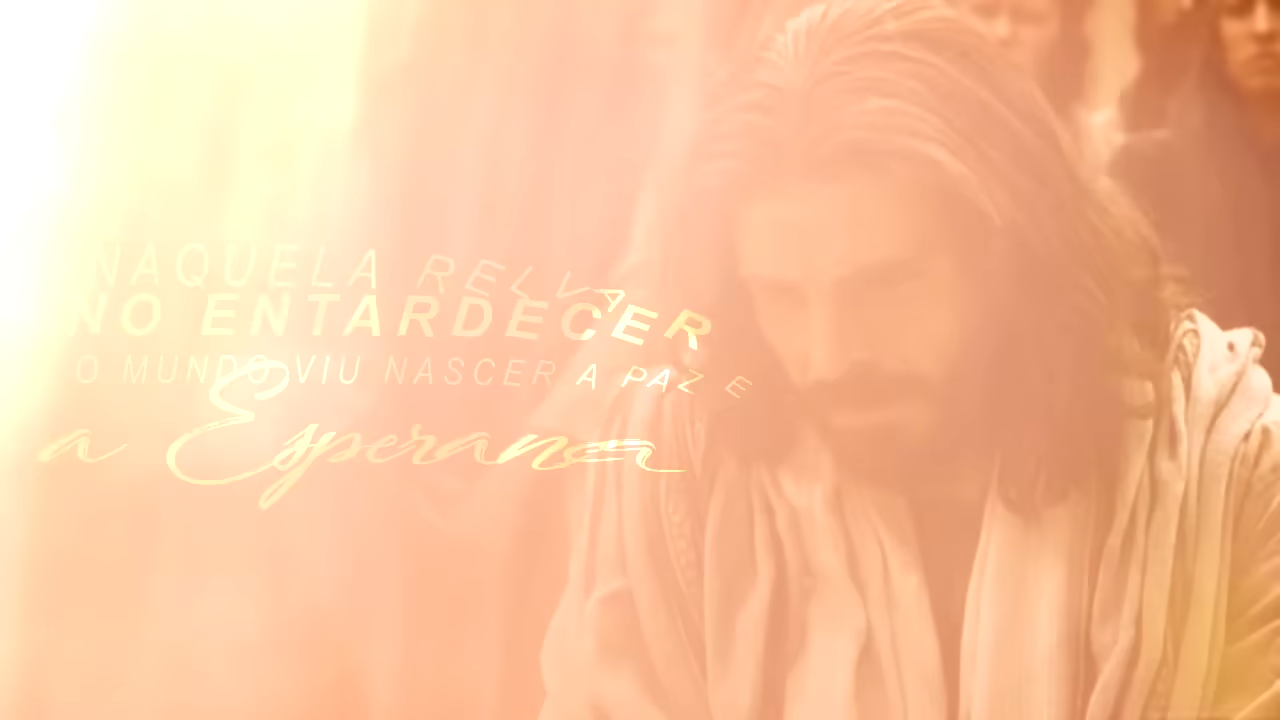 NAQUELA RELVA
NO ENTARDECER
O MUNDO VIU NASCER A PAZ E
a Esperança